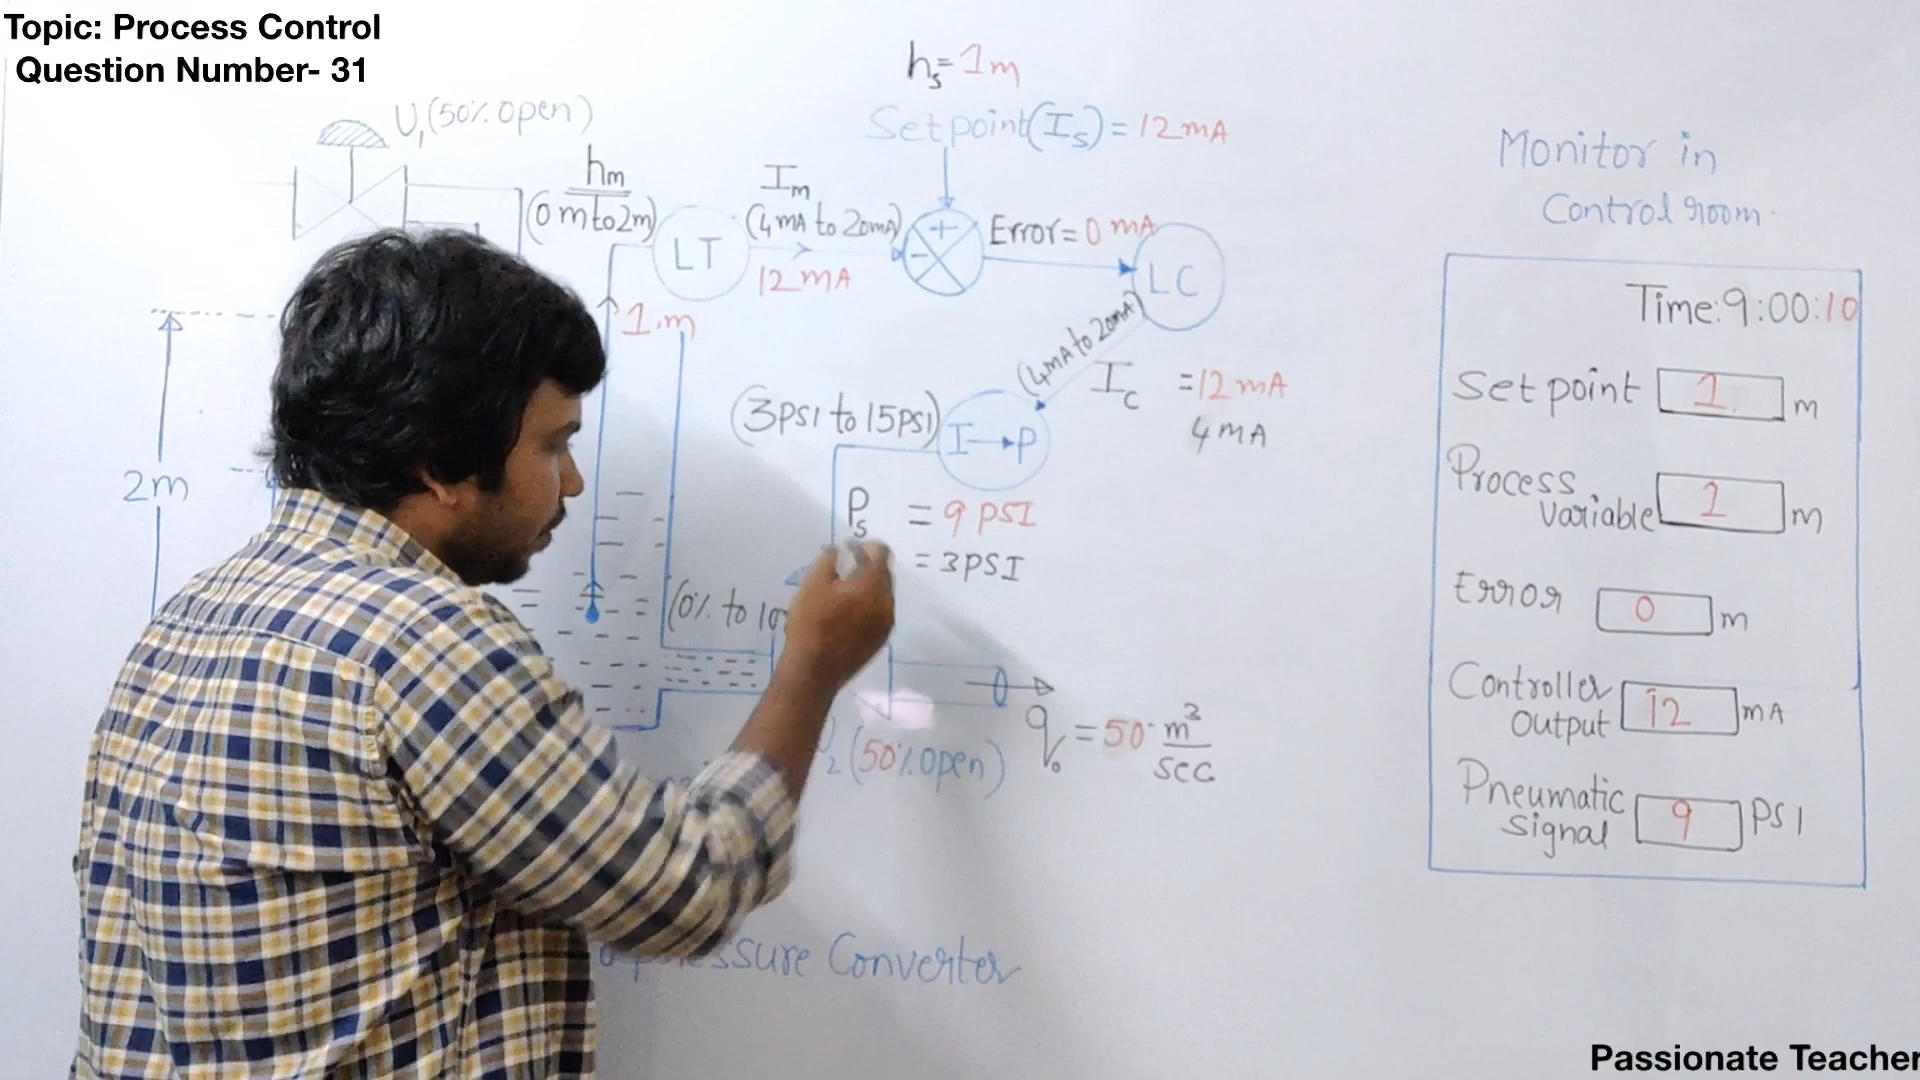 Topic: Process Control
Question Number- 31
hs = 1m
Setpoint (Is) = 12mA
U1 (50% open)
hm
(0m to 2m)
LT
Im
(4mA to 20mA)
12mA
+
-
Error = 0 mA
LC
1.m
(4mA to 20mA)
Ic = 12mA
4mA
(3PSI to 15PSI)
I→P
2m
Ps = 9 PSI
= 3PSI
(0% to
2 (50% open)
q0 = 50 m³/sec
ssure Converter
Monitor in
Control room.
Time: 9:00:10
Set point 1 m
Process
Variable 1 m
Error 0 m
Controller
Output 12 mA
Pneumatic
Signal 9 PSI
Passionate Teacher